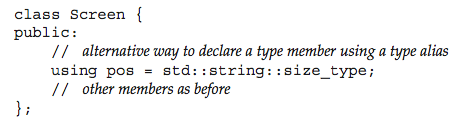 class Screen {
public:
    // alternative way to declare a type member using a type alias
    using pos = std::string::size_type;
    // other members as before
};